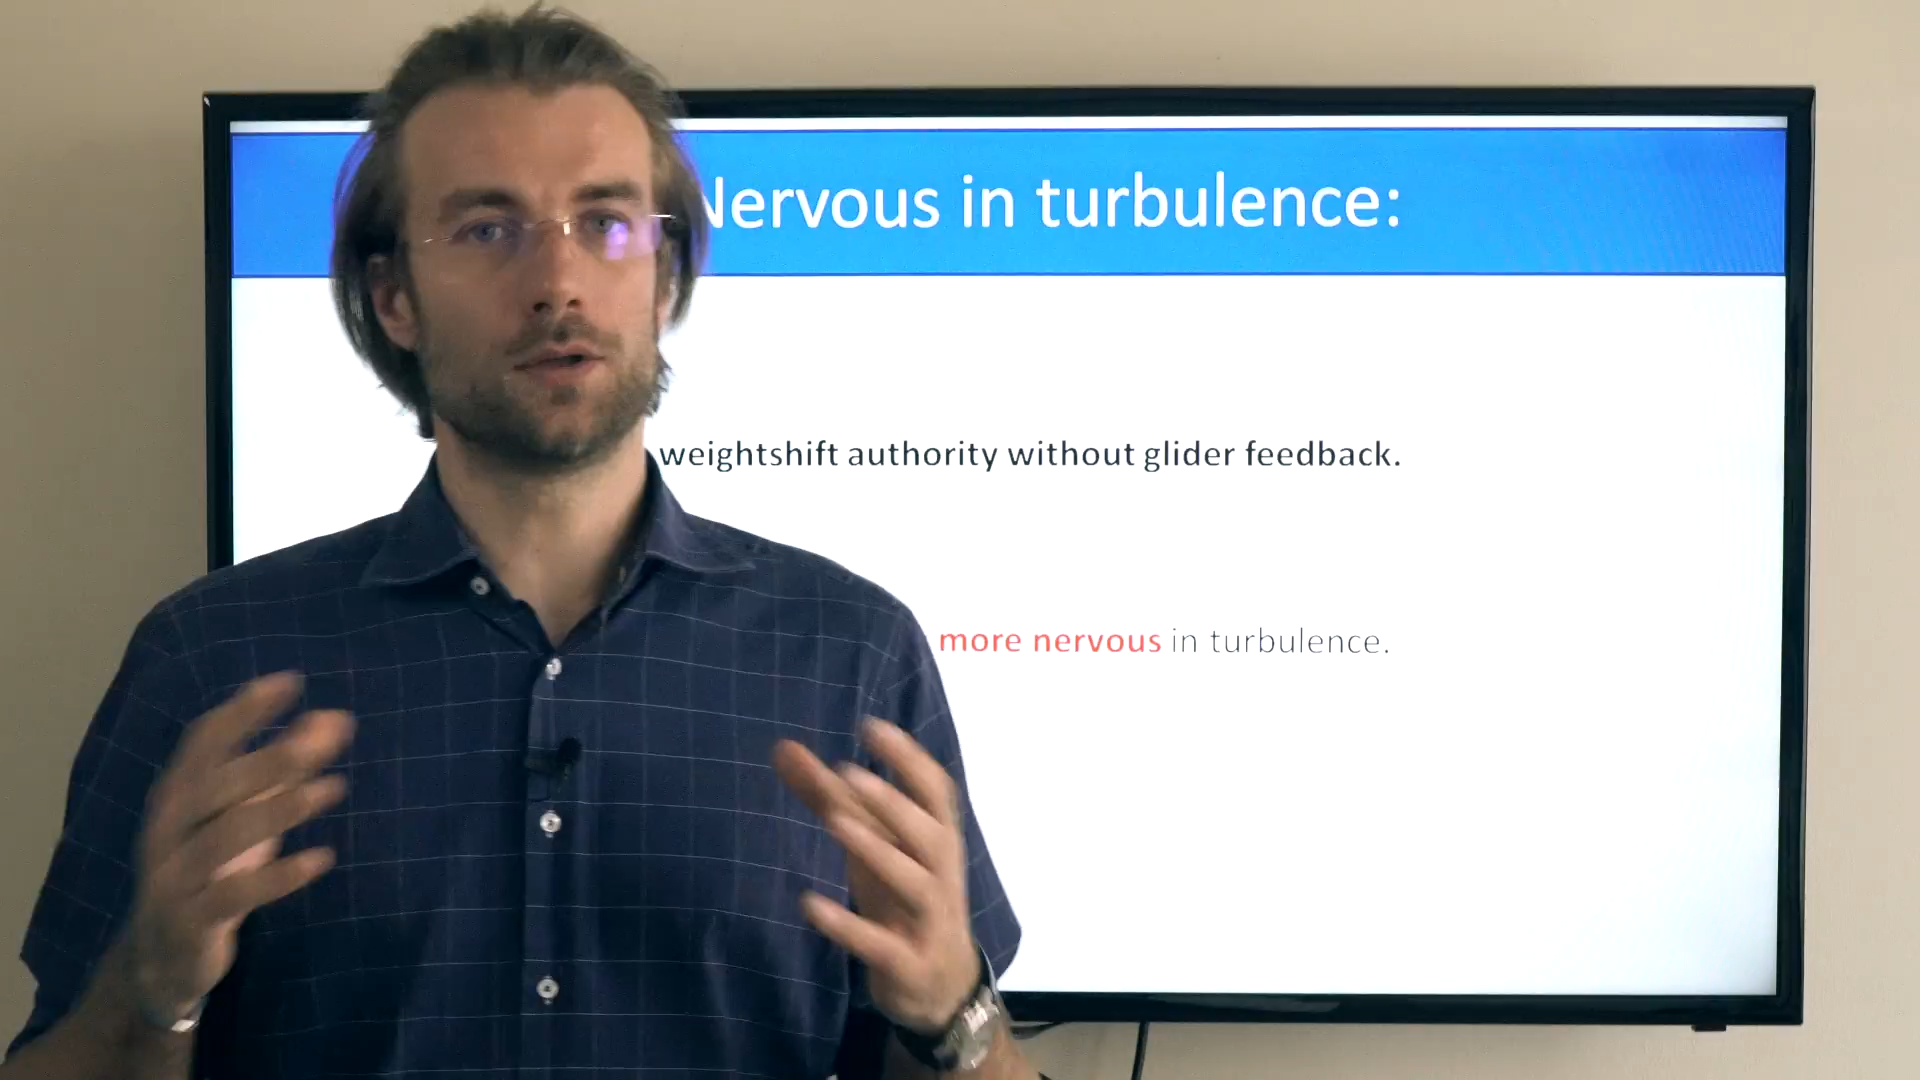 Nervous in turbulence:
weightshift authority without glider feedback.
more nervous in turbulence.